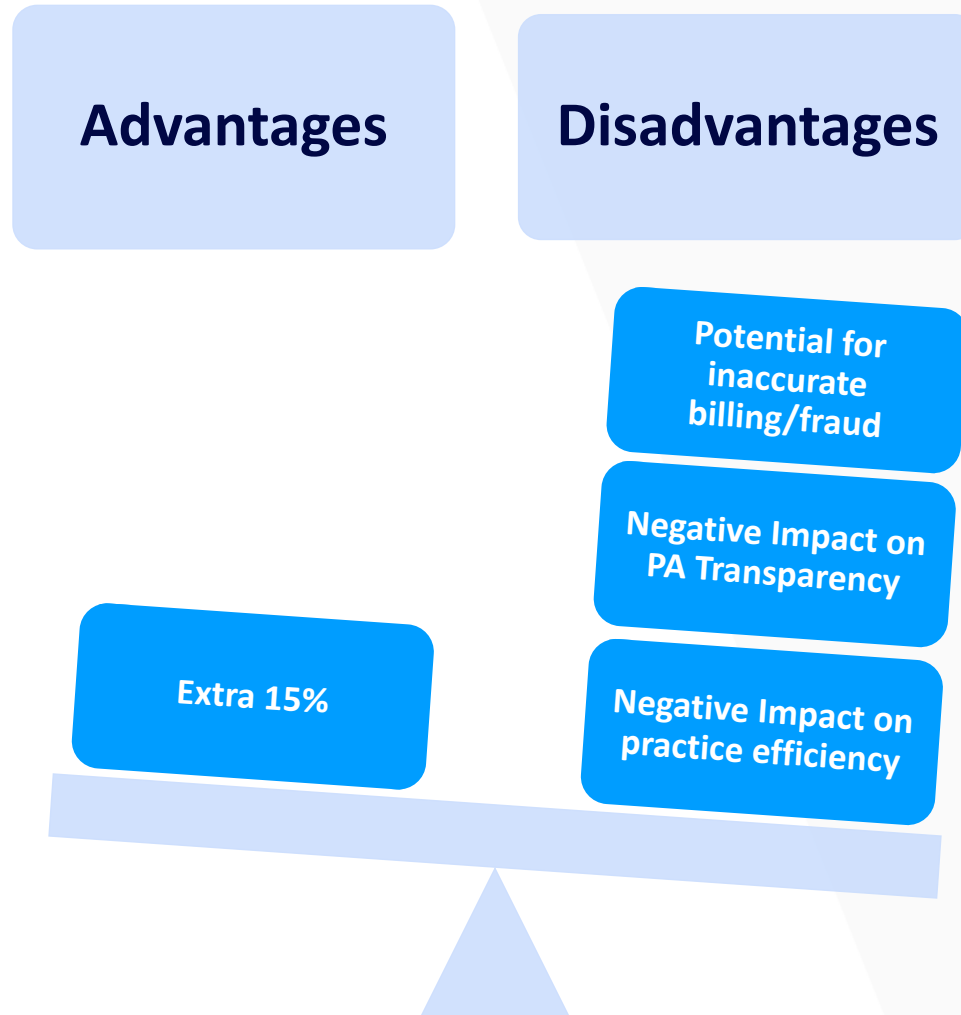 Advantages
Disadvantages
Potential for
inaccurate
billing/fraud
Negative Impact on
PA Transparency
Extra 15%
Negative Impact on
practice efficiency